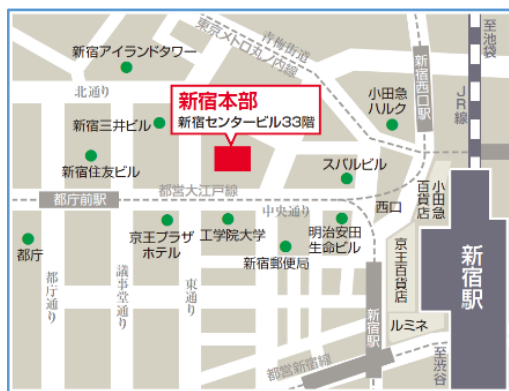 青梅街道
東京メトロ丸ノ内線
至池袋
JR線
新宿アイランドタワー
北通り
新宿西口駅
小田急
ハルク
新宿本部
新宿センタービル33階
新宿三井ビル
新宿住友ビル
スバルビル
都営大江戸線
都庁前駅
中央通り
西口
小田急
百貨店
京王プラザ
ホテル
工学院大学
新宿郵便局
明治安田
生命ビル
都庁
都庁通り
議事堂通り
東通り
京王百貨店
新宿駅
新宿駅
ルミネ
都営新宿線
至渋谷